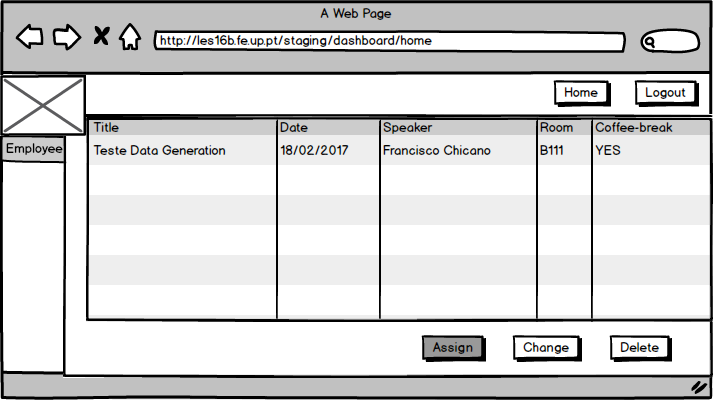 A Web Page
http://les16b.fe.up.pt/staging/dashboard/home
Home Logout
Employee
Title Date Speaker Room Coffee-break
Teste Data Generation 18/02/2017 Francisco Chicano B111 YES
Assign Change Delete